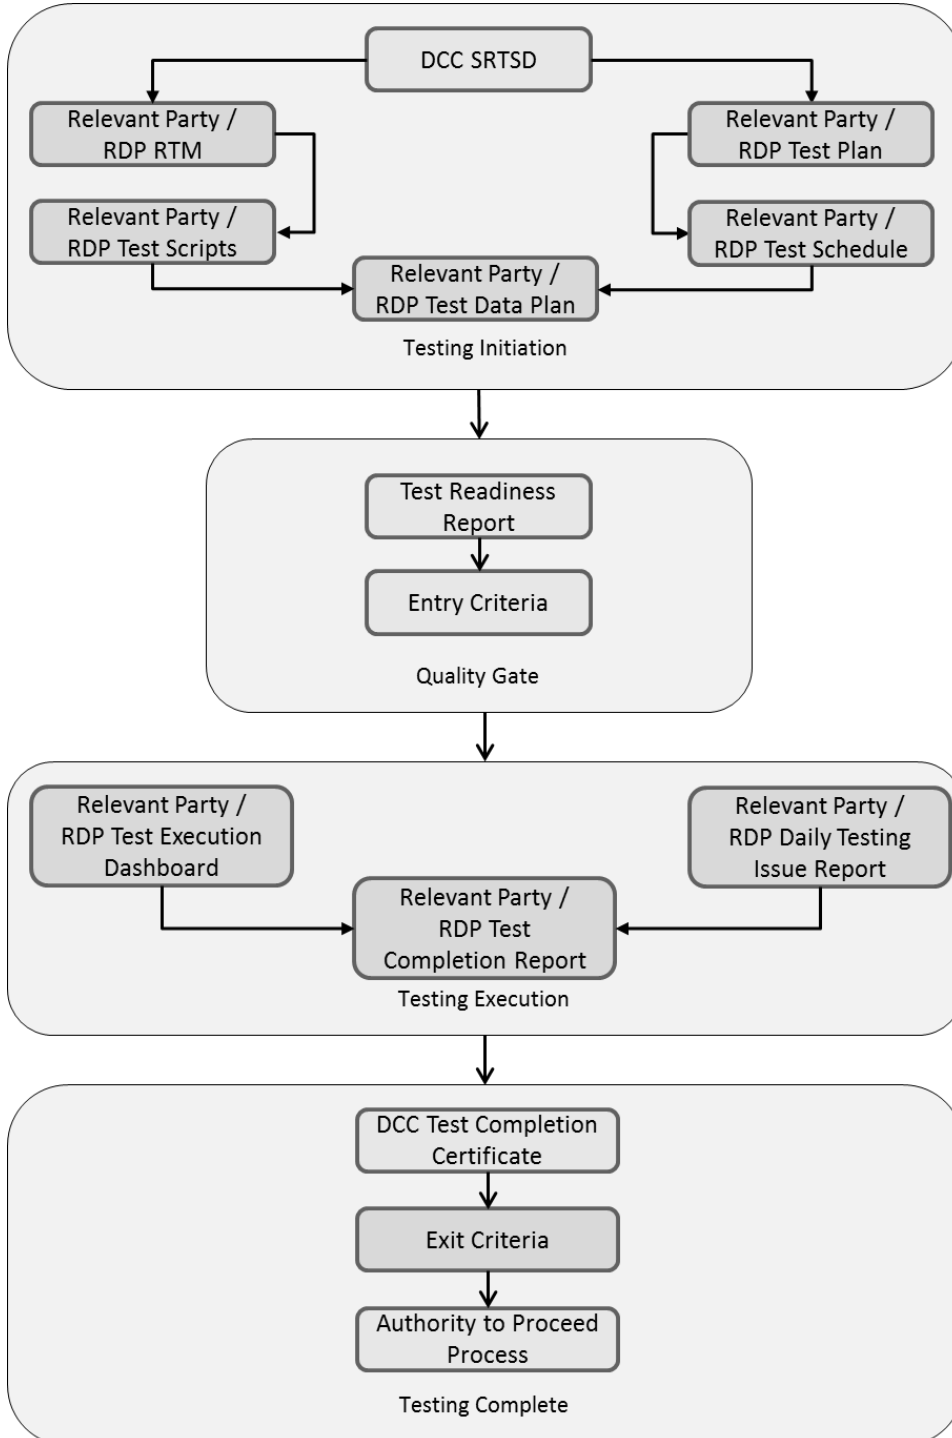 DCC SRTSD
Relevant Party /
RDP RTM
Relevant Party /
RDP Test Plan
Relevant Party /
RDP Test Scripts
Relevant Party /
RDP Test Schedule
Relevant Party /
RDP Test Data Plan
Testing Initiation
Test Readiness
Report
Entry Criteria
Quality Gate
Relevant Party /
RDP Test Execution
Dashboard
Relevant Party /
RDP Daily Testing
Issue Report
Relevant Party /
RDP Test
Completion Report
Testing Execution
DCC Test Completion
Certificate
Exit Criteria
Authority to Proceed
Process
Testing Complete